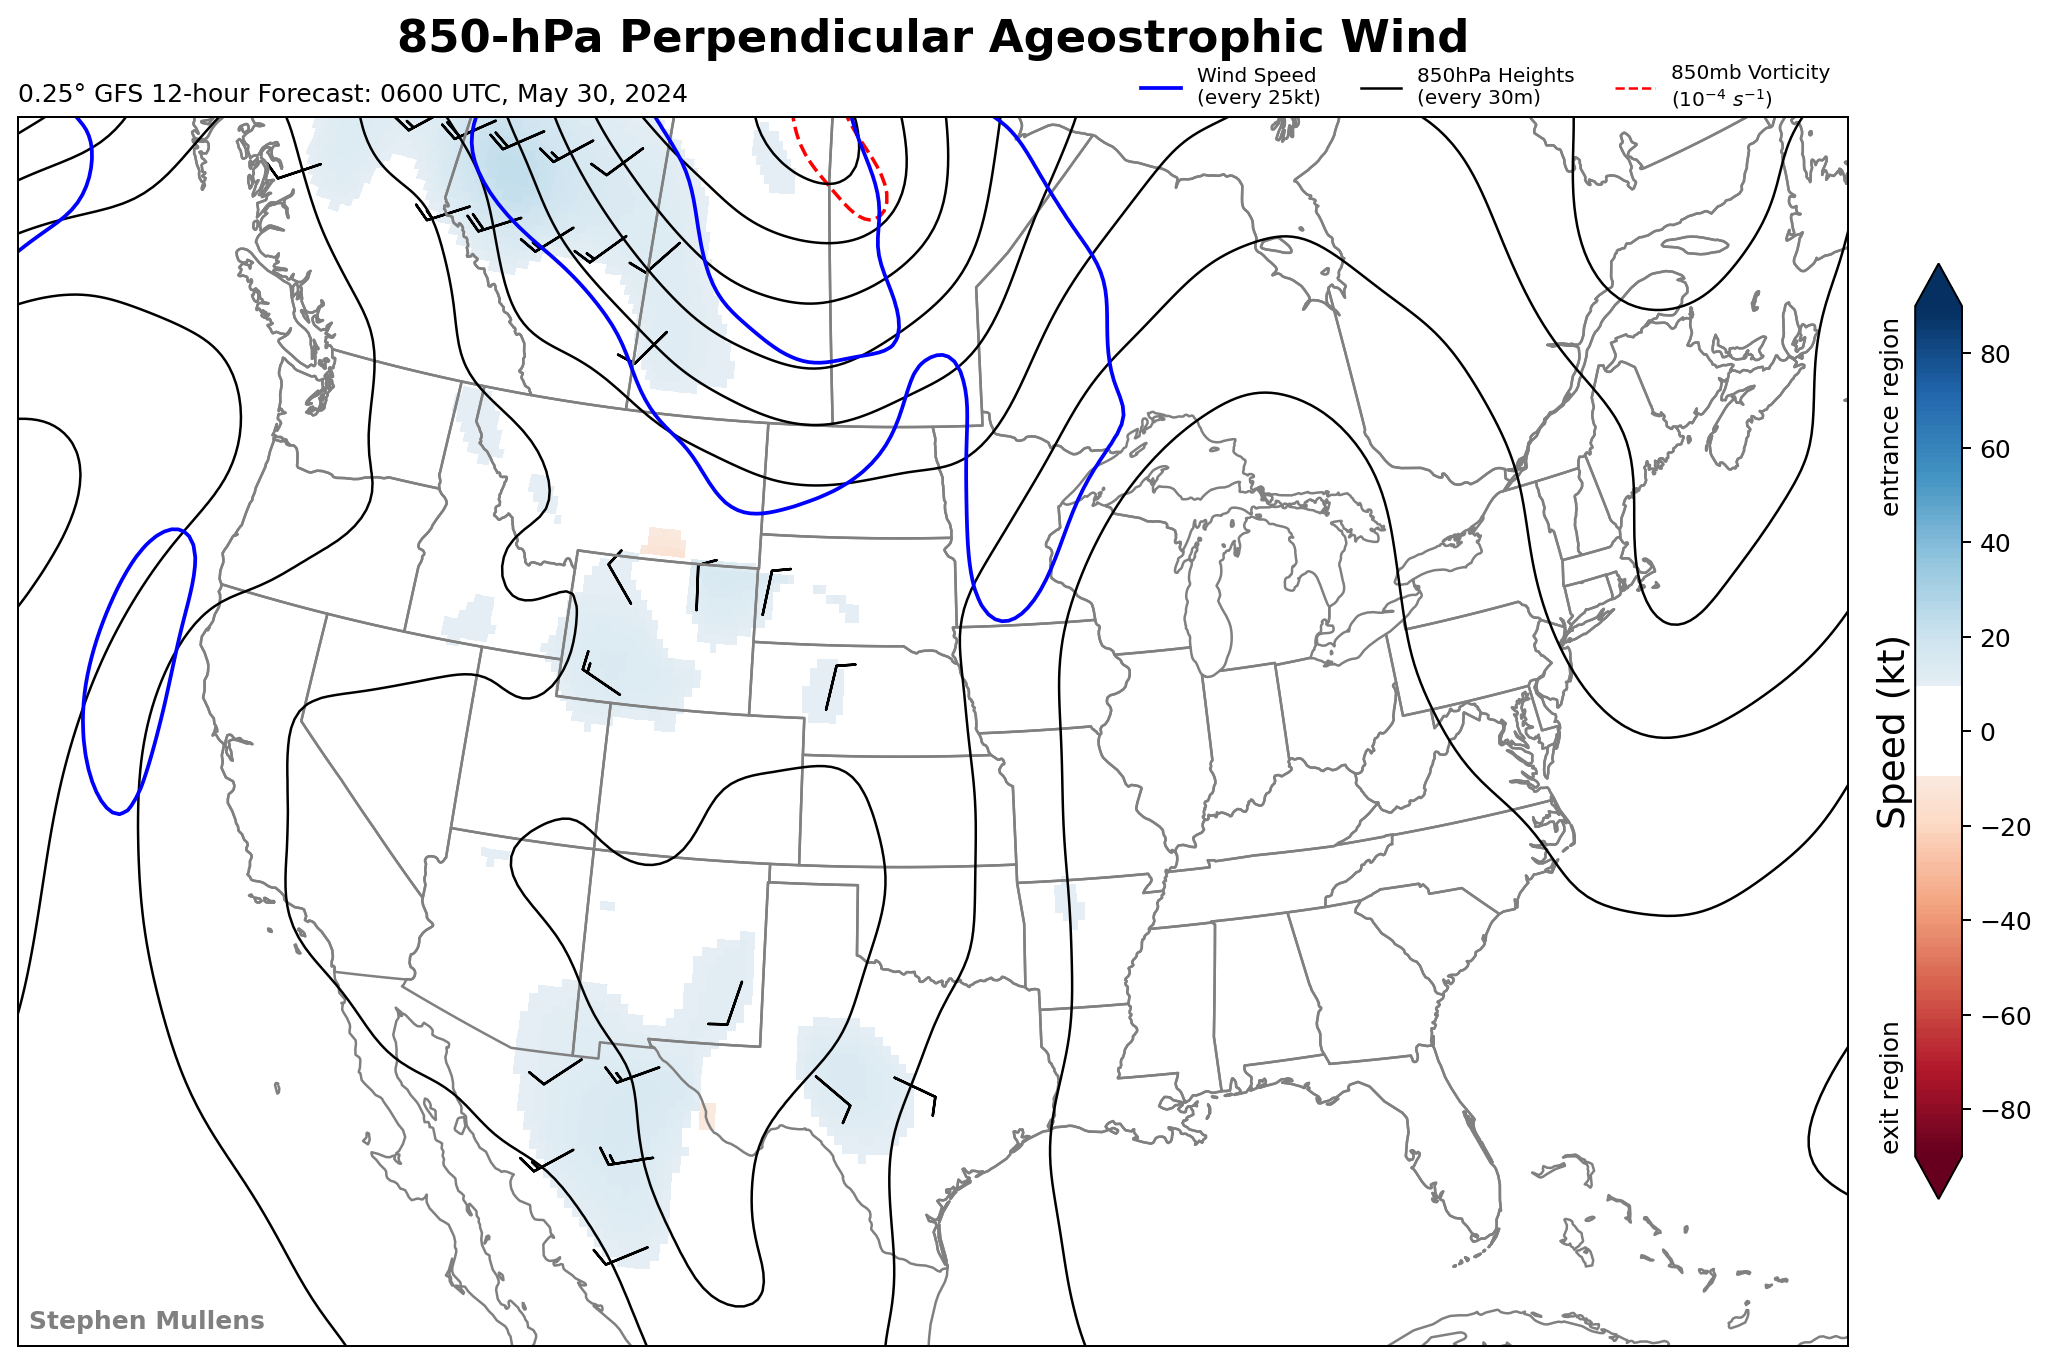 850-hPa Perpendicular Ageostrophic Wind
0.25° GFS 12-hour Forecast: 0600 UTC, May 30, 2024
Wind Speed
(every 25kt)
850hPa Heights
(every 30m)
850mb Vorticity
(10⁻⁴ s⁻¹)
entrance region
Speed (kt)
exit region
80
60
40
20
0
−20
−40
−60
−80
Stephen Mullens